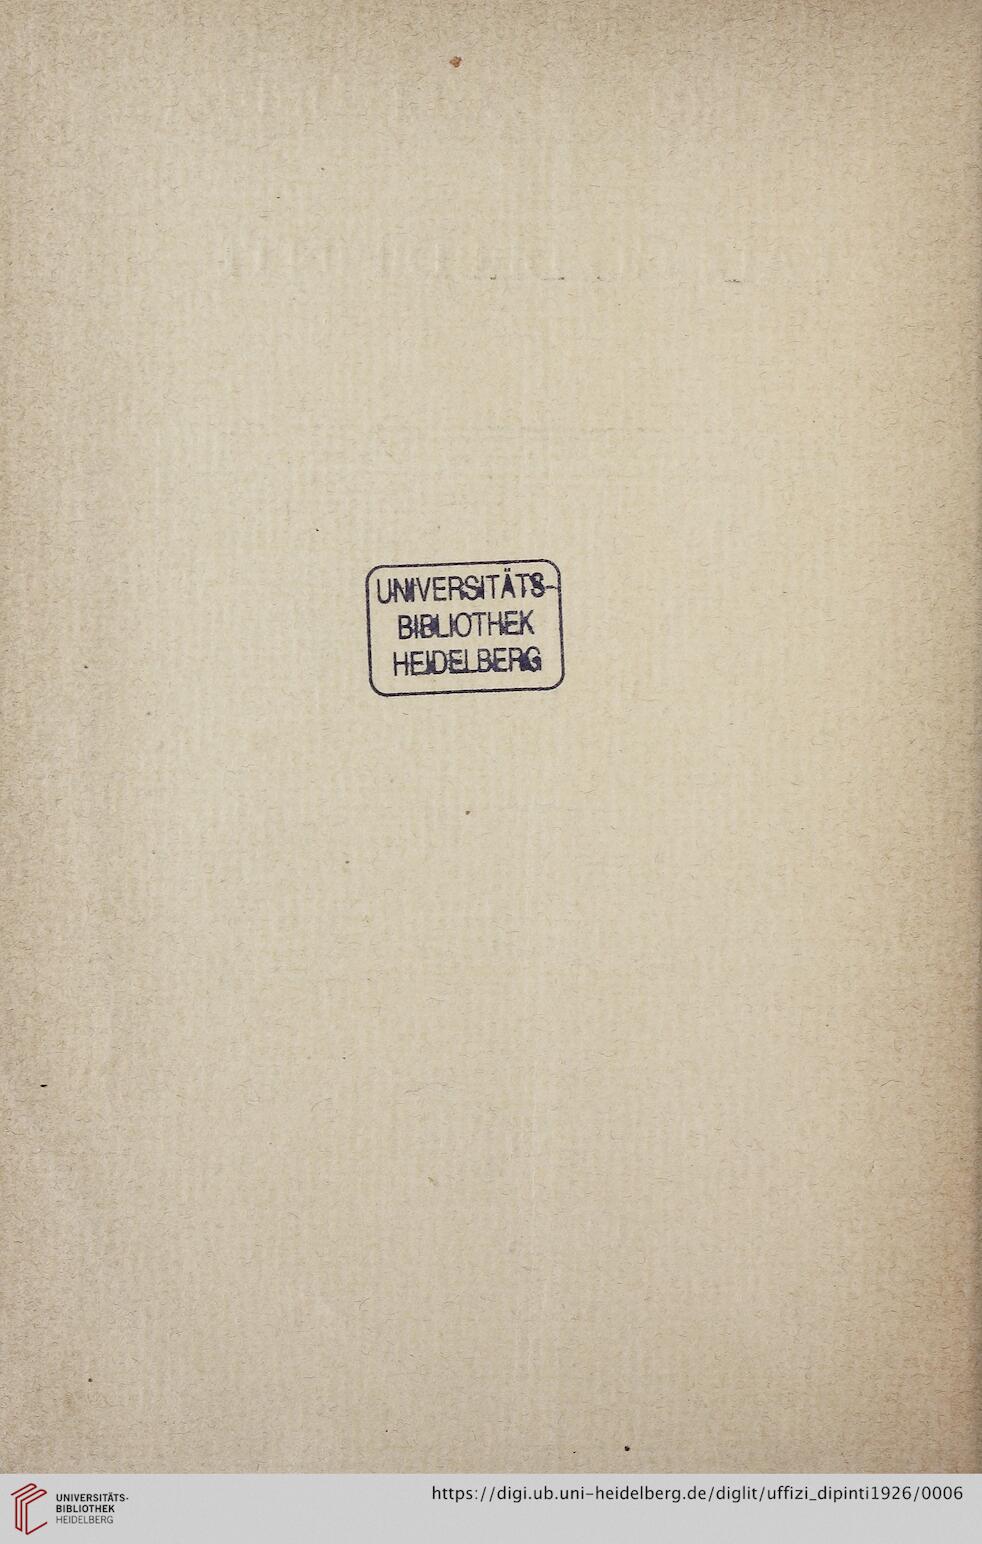 UNIVERSITÄTS-
BIBLIOTHEK
HEIDELBERG
UNIVERSITÄTS-
BIBLIOTHEK
HEIDELBERG
https://digi.ub.uni-heidelberg.de/diglit/uffizi_dipinti1926/0006